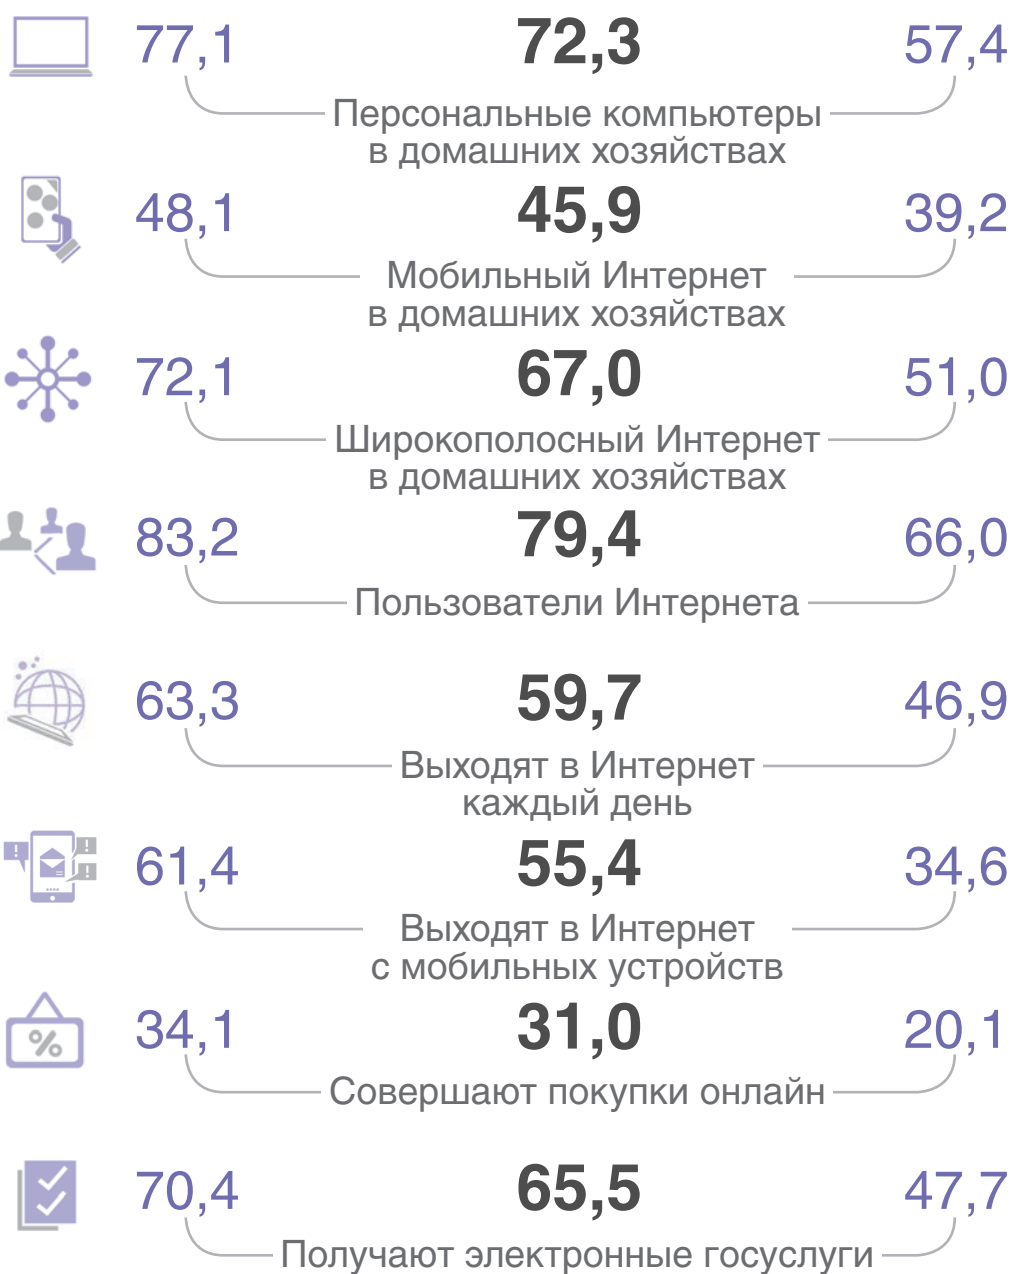 77,1 72,3 57,4
Персональные компьютеры
в домашних хозяйствах
48,1 45,9 39,2
Мобильный Интернет
в домашних хозяйствах
72,1 67,0 51,0
Широкополосный Интернет
в домашних хозяйствах
83,2 79,4 66,0
Пользователи Интернета
63,3 59,7 46,9
Выходят в Интернет
каждый день
61,4 55,4 34,6
Выходят в Интернет
с мобильных устройств
% 34,1 31,0 20,1
Совершают покупки онлайн
70,4 65,5 47,7
Получают электронные госуслуги